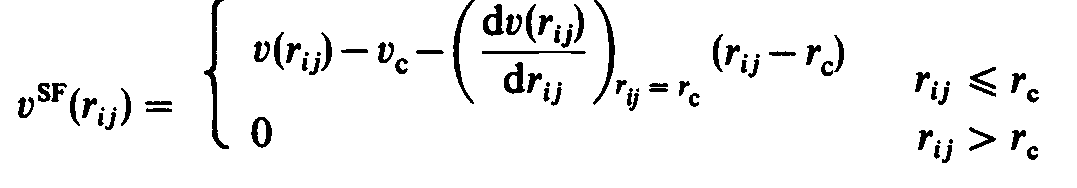 v^SF(r_ij) = { v(r_ij) − v_c − (dv(r_ij)/dr_ij)_{r_ij = r_c} (r_ij − r_c)   r_ij ⩽ r_c
0   r_ij > r_c